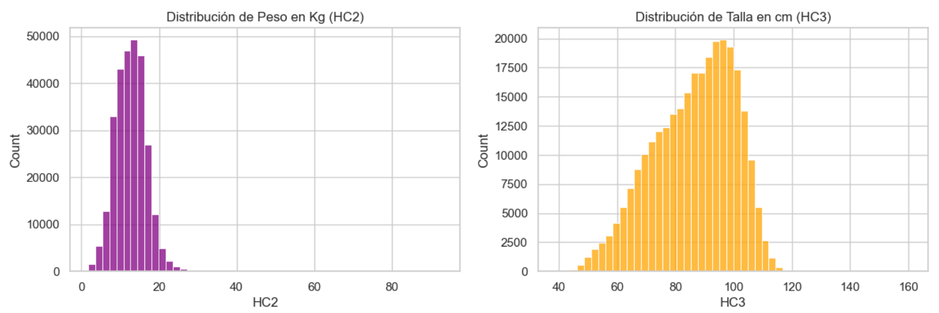 Distribución de Peso en Kg (HC2)
50000
40000
30000
20000
10000
0
Count
0 20 40 60 80
HC2
Distribución de Talla en cm (HC3)
20000
17500
15000
12500
10000
7500
5000
2500
0
Count
40 60 80 100 120 140 160
HC3